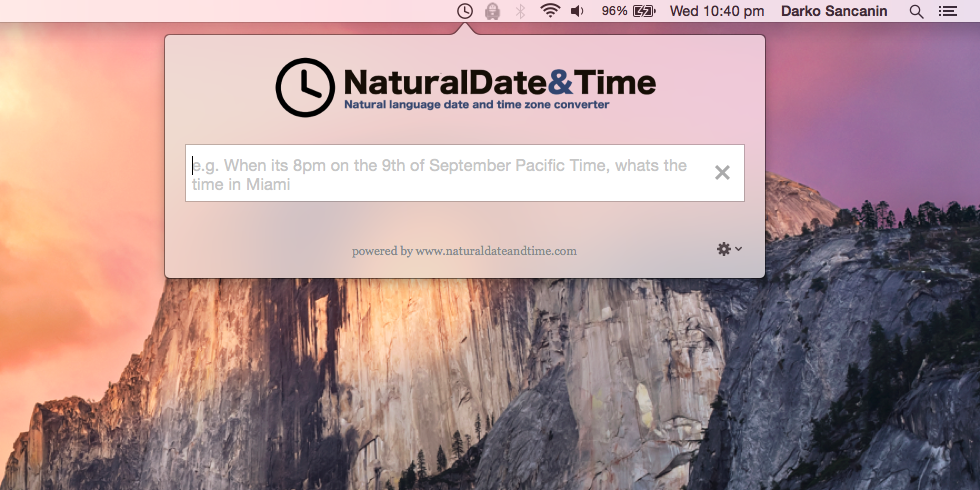 96% Wed 10:40 pm Darko Sancanin
NaturalDate&Time
Natural language date and time zone converter
e.g. When its 8pm on the 9th of September Pacific Time, whats the
time in Miami
powered by www.naturaldateandtime.com